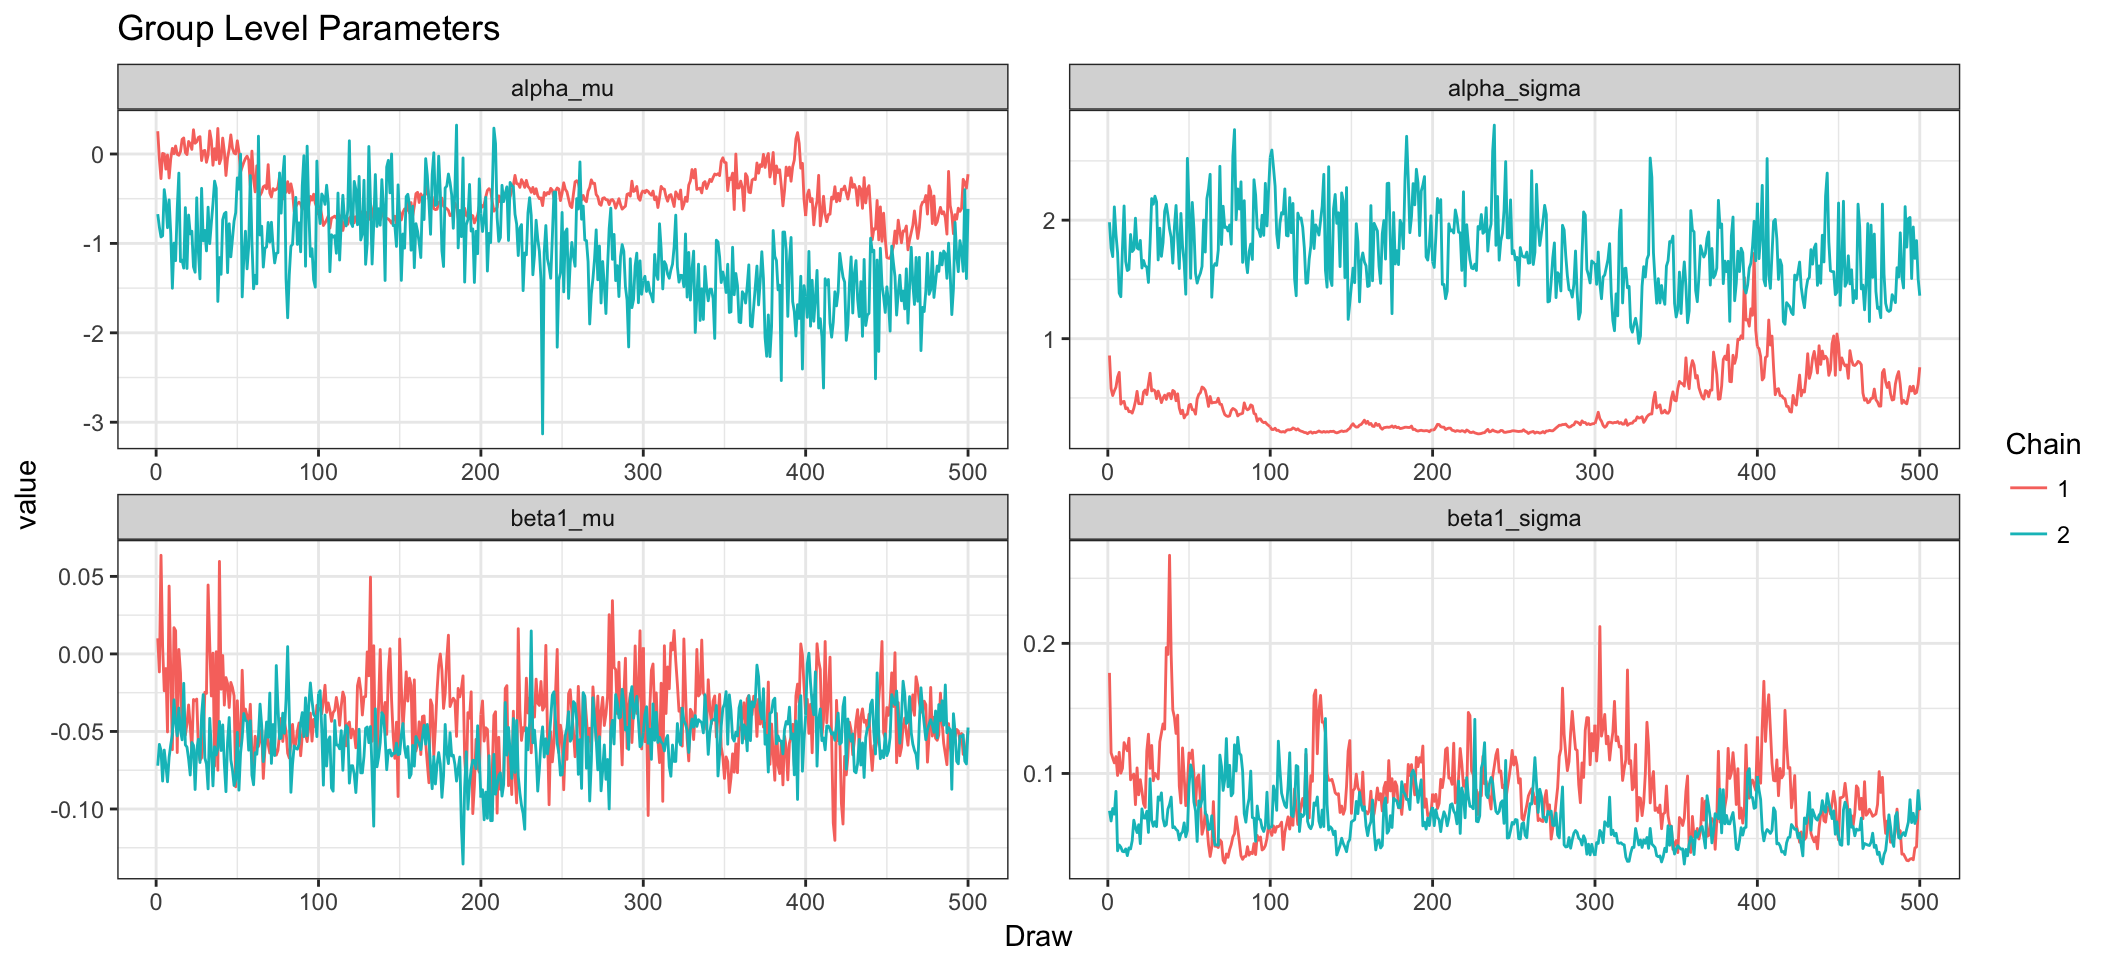 Group Level Parameters
alpha_mu
alpha_sigma
0
-1
-2
-3
2
1
0 100 200 300 400 500
0 100 200 300 400 500
beta1_mu
beta1_sigma
0.05
0.00
-0.05
-0.10
0.2
0.1
0 100 200 300 400 500
0 100 200 300 400 500
value
Draw
Chain
1
2